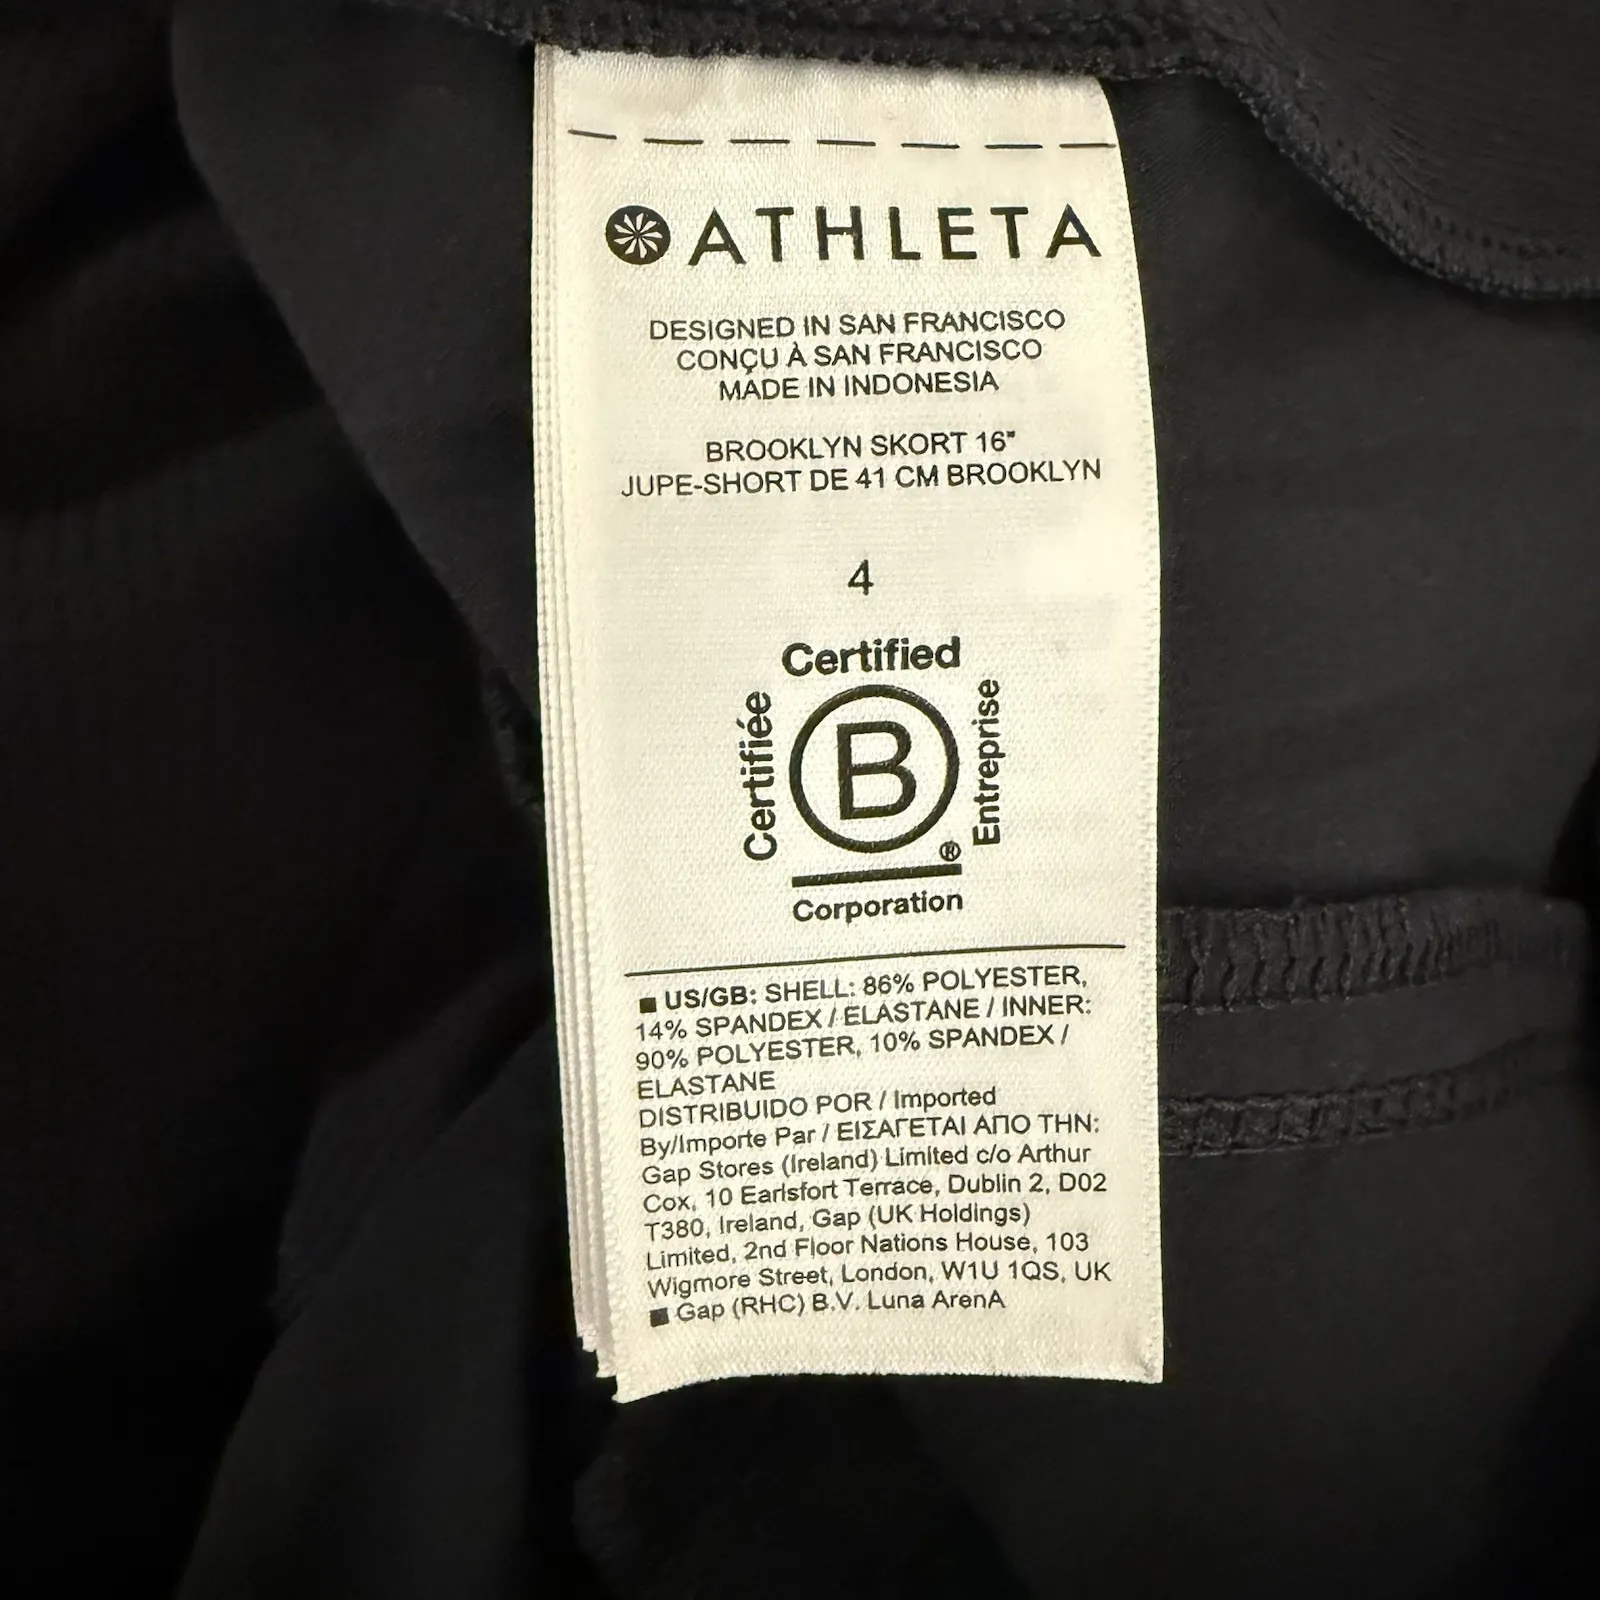 ATHLETA
DESIGNED IN SAN FRANCISCO
CONÇU À SAN FRANCISCO
MADE IN INDONESIA
BROOKLYN SKORT 16"
JUPE-SHORT DE 41 CM BROOKLYN
4
Certified
Certifiée
B
®
Entreprise
Corporation
■ US/GB: SHELL: 86% POLYESTER,
14% SPANDEX / ELASTANE / INNER:
90% POLYESTER, 10% SPANDEX /
ELASTANE
DISTRIBUIDO POR / Imported
By/Importe Par / ΕΙΣΑΓΕΤΑΙ ΑΠΟ ΤΗΝ:
Gap Stores (Ireland) Limited c/o Arthur
Cox, 10 Earlsfort Terrace, Dublin 2, D02
T380, Ireland, Gap (UK Holdings)
Limited, 2nd Floor Nations House, 103
Wigmore Street, London, W1U 1QS, UK
■ Gap (RHC) B.V. Luna ArenA